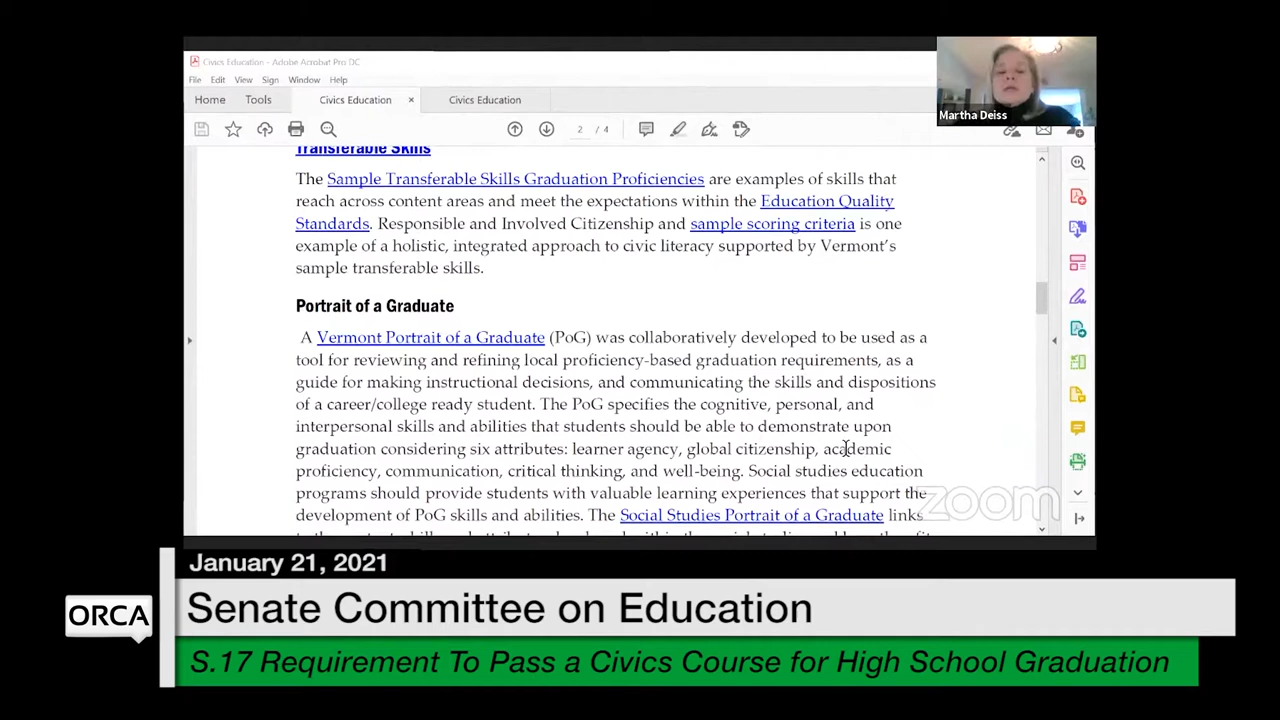 Civics Education - Adobe Acrobat Pro DC
File Edit View Sign Window Help
Home Tools Civics Education × Civics Education
2 / 4
Martha Deiss
Transferable Skills
The Sample Transferable Skills Graduation Proficiencies are examples of skills that
reach across content areas and meet the expectations within the Education Quality
Standards. Responsible and Involved Citizenship and sample scoring criteria is one
example of a holistic, integrated approach to civic literacy supported by Vermont's
sample transferable skills.
Portrait of a Graduate
A Vermont Portrait of a Graduate (PoG) was collaboratively developed to be used as a
tool for reviewing and refining local proficiency-based graduation requirements, as a
guide for making instructional decisions, and communicating the skills and dispositions
of a career/college ready student. The PoG specifies the cognitive, personal, and
interpersonal skills and abilities that students should be able to demonstrate upon
graduation considering six attributes: learner agency, global citizenship, academic
proficiency, communication, critical thinking, and well-being. Social studies education
programs should provide students with valuable learning experiences that support the
development of PoG skills and abilities. The Social Studies Portrait of a Graduate links
zoom
January 21, 2021
ORCA
Senate Committee on Education
S.17 Requirement To Pass a Civics Course for High School Graduation